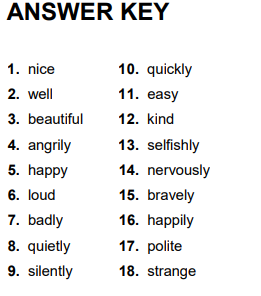 ANSWER KEY
1. nice
2. well
3. beautiful
4. angrily
5. happy
6. loud
7. badly
8. quietly
9. silently
10. quickly
11. easy
12. kind
13. selfishly
14. nervously
15. bravely
16. happily
17. polite
18. strange